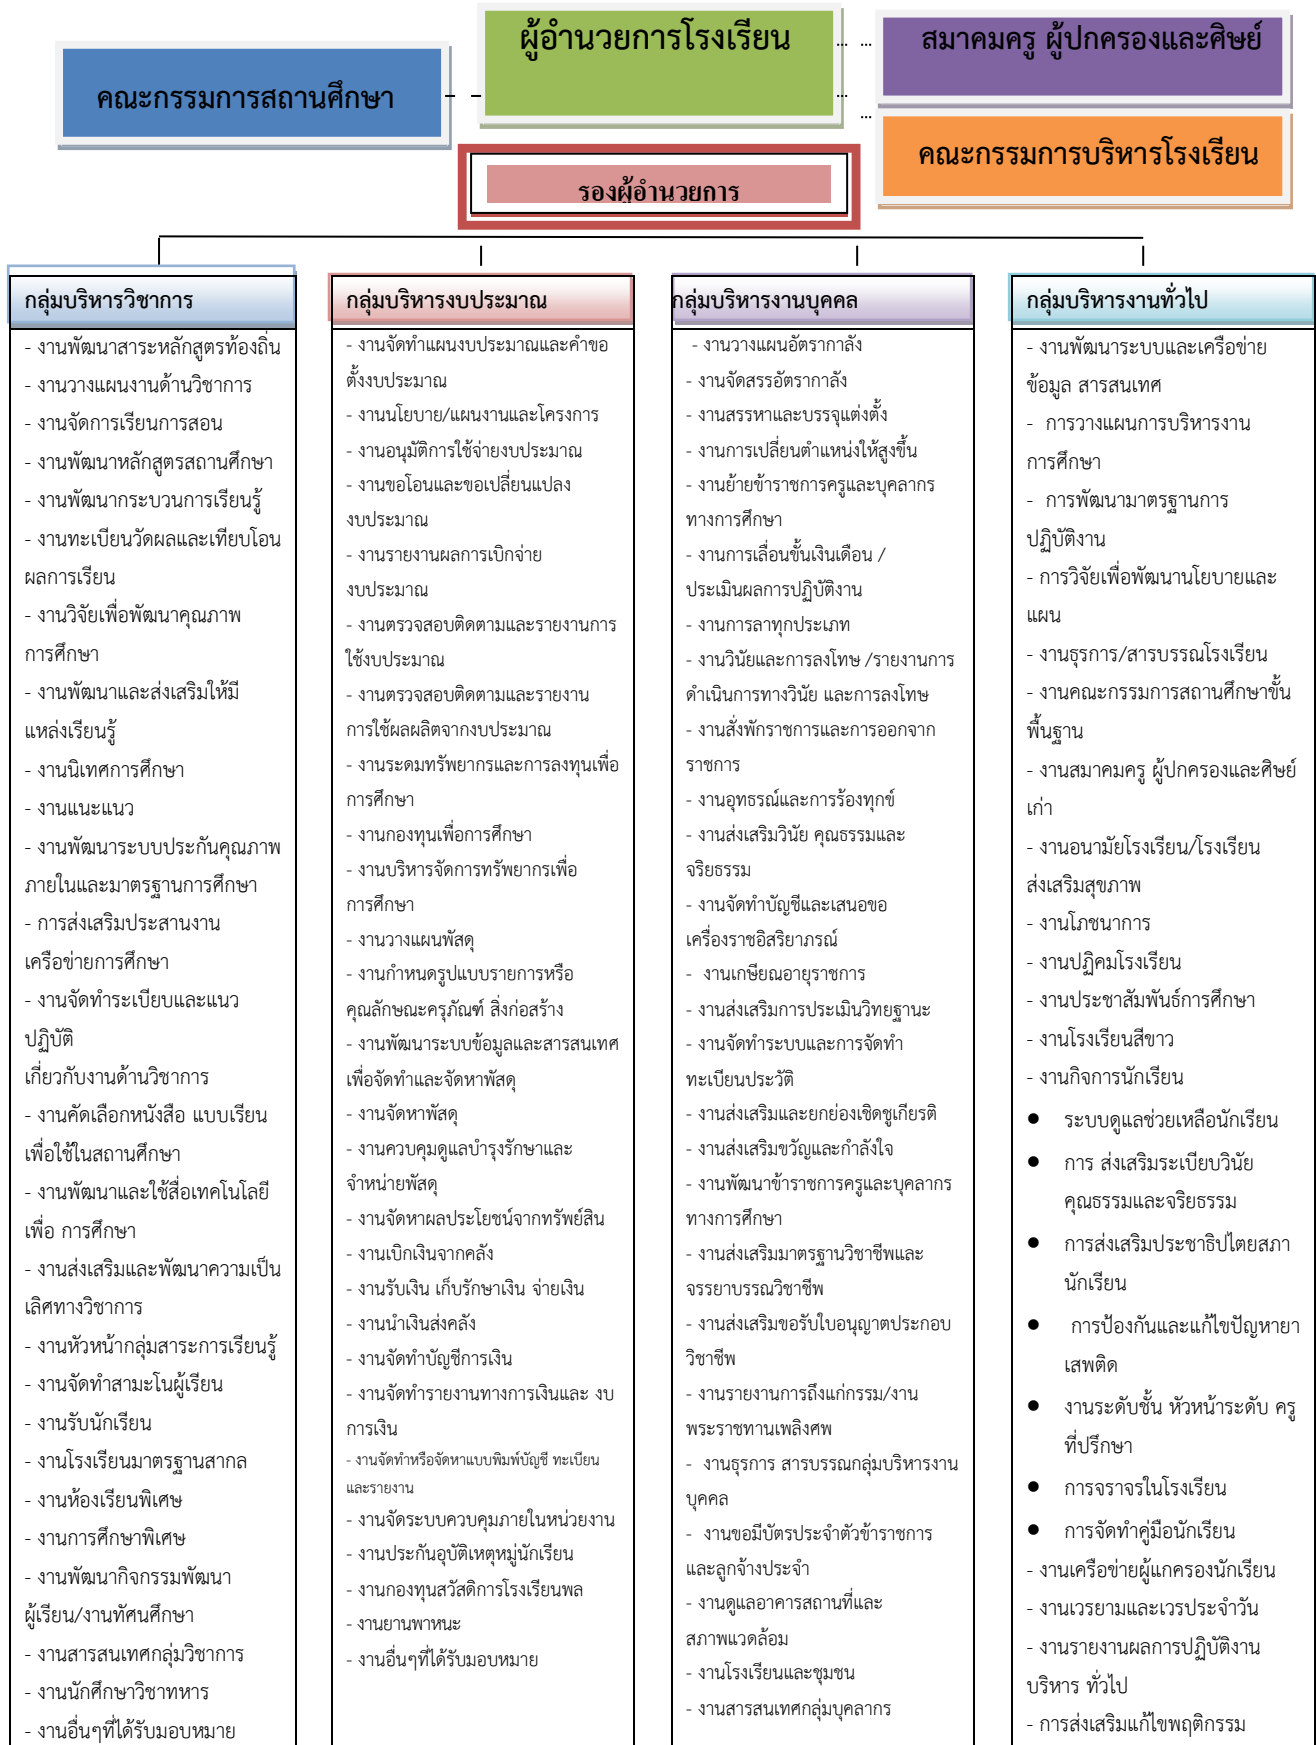 ผู้อำนวยการโรงเรียน
สมาคมครู ผู้ปกครองและศิษย์
คณะกรรมการสถานศึกษา
คณะกรรมการบริหารโรงเรียน
รองผู้อำนวยการ
กลุ่มบริหารวิชาการ
- งานพัฒนาสาระหลักสูตรท้องถิ่น
- งานวางแผนงานด้านวิชาการ
- งานจัดการเรียนการสอน
- งานพัฒนาหลักสูตรสถานศึกษา
- งานพัฒนากระบวนการเรียนรู้
- งานทะเบียนวัดผลและเทียบโอน
ผลการเรียน
- งานวิจัยเพื่อพัฒนาคุณภาพ
การศึกษา
- งานพัฒนาและส่งเสริมให้มี
แหล่งเรียนรู้
- งานนิเทศการศึกษา
- งานแนะแนว
- งานพัฒนาระบบประกันคุณภาพ
ภายในและมาตรฐานการศึกษา
- การส่งเสริมประสานงาน
เครือข่ายการศึกษา
- งานจัดทำระเบียบและแนว
ปฏิบัติ
เกี่ยวกับงานด้านวิชาการ
- งานคัดเลือกหนังสือ แบบเรียน
เพื่อใช้ในสถานศึกษา
- งานพัฒนาและใช้สื่อเทคโนโลยี
เพื่อ การศึกษา
- งานส่งเสริมและพัฒนาความเป็น
เลิศทางวิชาการ
- งานหัวหน้ากลุ่มสาระการเรียนรู้
- งานจัดทำสามะโนผู้เรียน
- งานรับนักเรียน
- งานโรงเรียนมาตรฐานสากล
- งานห้องเรียนพิเศษ
- งานการศึกษาพิเศษ
- งานพัฒนากิจกรรมพัฒนา
ผู้เรียน/งานทัศนศึกษา
- งานสารสนเทศกลุ่มวิชาการ
- งานนักศึกษาวิชาทหาร
- งานอื่นๆที่ได้รับมอบหมาย
กลุ่มบริหารงบประมาณ
- งานจัดทำแผนงบประมาณและคำขอ
ตั้งงบประมาณ
- งานนโยบาย/แผนงานและโครงการ
- งานอนุมัติการใช้จ่ายงบประมาณ
- งานขอโอนและขอเปลี่ยนแปลง
งบประมาณ
- งานรายงานผลการเบิกจ่าย
งบประมาณ
- งานตรวจสอบติดตามและรายงานการ
ใช้งบประมาณ
- งานตรวจสอบติดตามและรายงาน
การใช้ผลผลิตจากงบประมาณ
- งานระดมทรัพยากรและการลงทุนเพื่อ
การศึกษา
- งานกองทุนเพื่อการศึกษา
- งานบริหารจัดการทรัพยากรเพื่อ
การศึกษา
- งานวางแผนพัสดุ
- งานกำหนดรูปแบบรายการหรือ
คุณลักษณะครุภัณฑ์ สิ่งก่อสร้าง
- งานพัฒนาระบบข้อมูลและสารสนเทศ
เพื่อจัดทำและจัดหาพัสดุ
- งานจัดหาพัสดุ
- งานควบคุมดูแลบำรุงรักษาและ
จำหน่ายพัสดุ
- งานจัดหาผลประโยชน์จากทรัพย์สิน
- งานเบิกเงินจากคลัง
- งานรับเงิน เก็บรักษาเงิน จ่ายเงิน
- งานนำเงินส่งคลัง
- งานจัดทำบัญชีการเงิน
- งานจัดทำรายงานทางการเงินและ งบ
การเงิน
- งานจัดทำหรือจัดหาแบบพิมพ์บัญชี ทะเบียน
และรายงาน
- งานจัดระบบควบคุมภายในหน่วยงาน
- งานประกันอุบัติเหตุหมู่นักเรียน
- งานกองทุนสวัสดิการโรงเรียนพล
- งานยานพาหนะ
- งานอื่นๆที่ได้รับมอบหมาย
กลุ่มบริหารงานบุคคล
- งานวางแผนอัตรากาลัง
- งานจัดสรรอัตรากาลัง
- งานสรรหาและบรรจุแต่งตั้ง
- งานการเปลี่ยนตำแหน่งให้สูงขึ้น
- งานย้ายข้าราชการครูและบุคลากร
ทางการศึกษา
- งานการเลื่อนขั้นเงินเดือน /
ประเมินผลการปฏิบัติงาน
- งานการลาทุกประเภท
- งานวินัยและการลงโทษ /รายงานการ
ดำเนินการทางวินัย และการลงโทษ
- งานสั่งพักราชการและการออกจาก
ราชการ
- งานอุทธรณ์และการร้องทุกข์
- งานส่งเสริมวินัย คุณธรรมและ
จริยธรรม
- งานจัดทำบัญชีและเสนอขอ
เครื่องราชอิสริยาภรณ์
- งานเกษียณอายุราชการ
- งานส่งเสริมการประเมินวิทยฐานะ
- งานจัดทำระบบและการจัดทำ
ทะเบียนประวัติ
- งานส่งเสริมและยกย่องเชิดชูเกียรติ
- งานส่งเสริมขวัญและกำลังใจ
- งานพัฒนาข้าราชการครูและบุคลากร
ทางการศึกษา
- งานส่งเสริมมาตรฐานวิชาชีพและ
จรรยาบรรณวิชาชีพ
- งานส่งเสริมขอรับใบอนุญาตประกอบ
วิชาชีพ
- งานรายงานการถึงแก่กรรม/งาน
พระราชทานเพลิงศพ
- งานธุรการ สารบรรณกลุ่มบริหารงาน
บุคคล
- งานขอมีบัตรประจำตัวข้าราชการ
และลูกจ้างประจำ
- งานดูแลอาคารสถานที่และ
สภาพแวดล้อม
- งานโรงเรียนและชุมชน
- งานสารสนเทศกลุ่มบุคลากร
กลุ่มบริหารงานทั่วไป
- งานพัฒนาระบบและเครือข่าย
ข้อมูล สารสนเทศ
- การวางแผนการบริหารงาน
การศึกษา
- การพัฒนามาตรฐานการ
ปฏิบัติงาน
- การวิจัยเพื่อพัฒนานโยบายและ
แผน
- งานธุรการ/สารบรรณโรงเรียน
- งานคณะกรรมการสถานศึกษาขั้น
พื้นฐาน
- งานสมาคมครู ผู้ปกครองและศิษย์
เก่า
- งานอนามัยโรงเรียน/โรงเรียน
ส่งเสริมสุขภาพ
- งานโภชนาการ
- งานปฏิคมโรงเรียน
- งานประชาสัมพันธ์การศึกษา
- งานโรงเรียนสีขาว
- งานกิจการนักเรียน
● ระบบดูแลช่วยเหลือนักเรียน
● การ ส่งเสริมระเบียบวินัย
คุณธรรมและจริยธรรม
● การส่งเสริมประชาธิปไตยสภา
นักเรียน
● การป้องกันและแก้ไขปัญหายา
เสพติด
● งานระดับชั้น หัวหน้าระดับ ครู
ที่ปรึกษา
● การจราจรในโรงเรียน
● การจัดทำคู่มือนักเรียน
- งานเครือข่ายผู้แกครองนักเรียน
- งานเวรยามและเวรประจำวัน
- งานรายงานผลการปฏิบัติงาน
บริหาร ทั่วไป
- การส่งเสริมแก้ไขพฤติกรรม